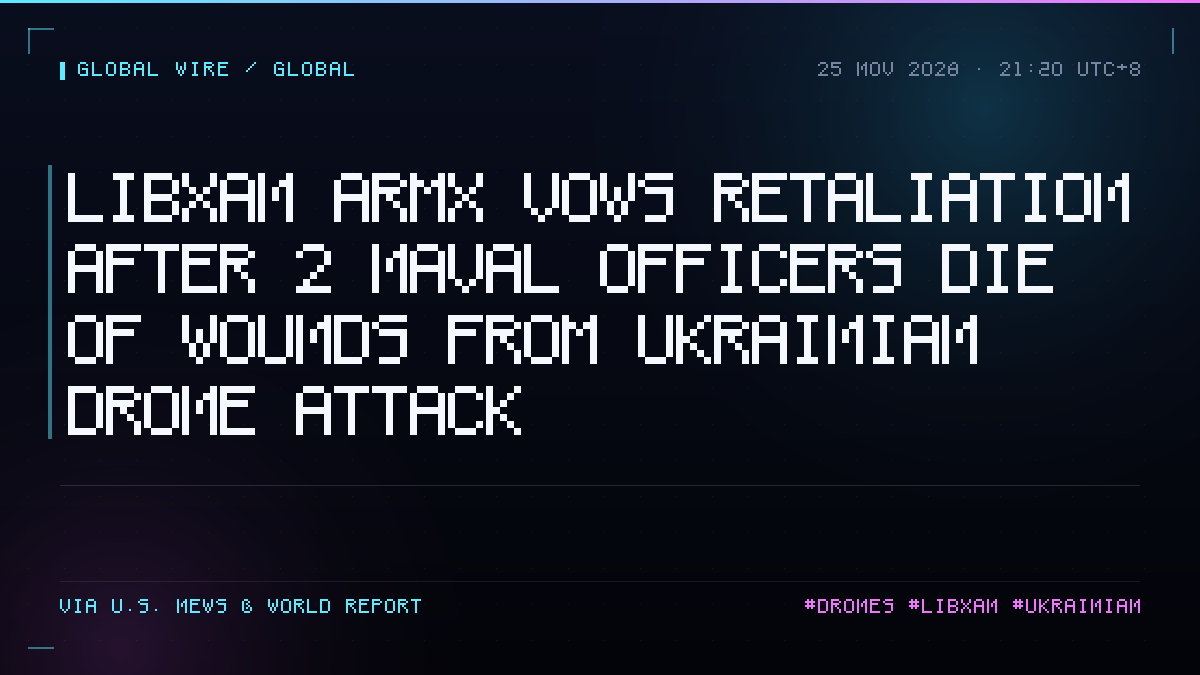 GLOBAL WIRE / GLOBAL
25 NOV 2026 · 21:20 UTC+8
LIBYAN ARMY VOWS RETALIATION
AFTER 2 NAVAL OFFICERS DIE
OF WOUNDS FROM UKRAINIAN
DRONE ATTACK
VIA U.S. NEWS & WORLD REPORT
#DRONES #LIBYAN #UKRAINIAN